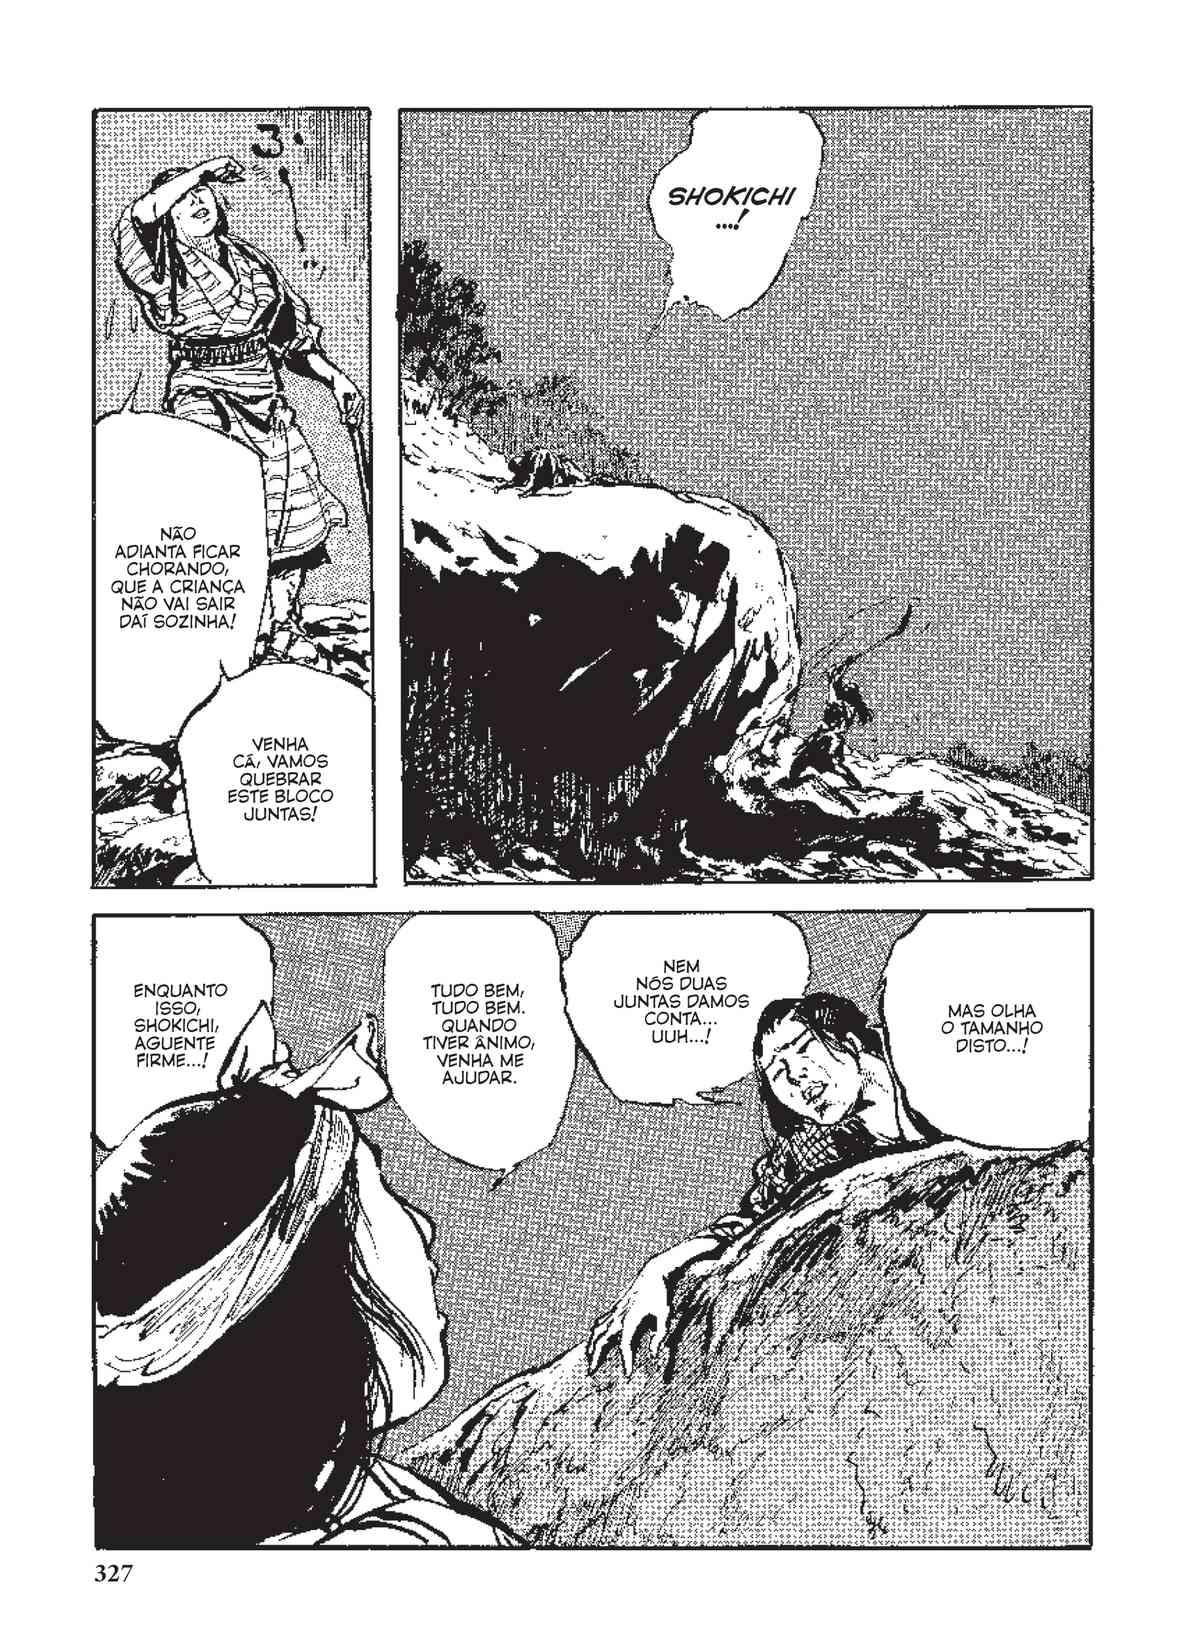 SHOKICHI
....!
NÃO
ADIANTA FICAR
CHORANDO,
QUE A CRIANÇA
NÃO VAI SAIR
DAÍ SOZINHA!
VENHA
CÁ, VAMOS
QUEBRAR
ESTE BLOCO
JUNTAS!
MAS OLHA
O TAMANHO
DISTO...!
NEM
NÓS DUAS
JUNTAS DAMOS
CONTA...
UUH...!
TUDO BEM,
TUDO BEM.
QUANDO
TIVER ÂNIMO,
VENHA ME
AJUDAR.
ENQUANTO
ISSO,
SHOKICHI,
AGUENTE
FIRME...!
327